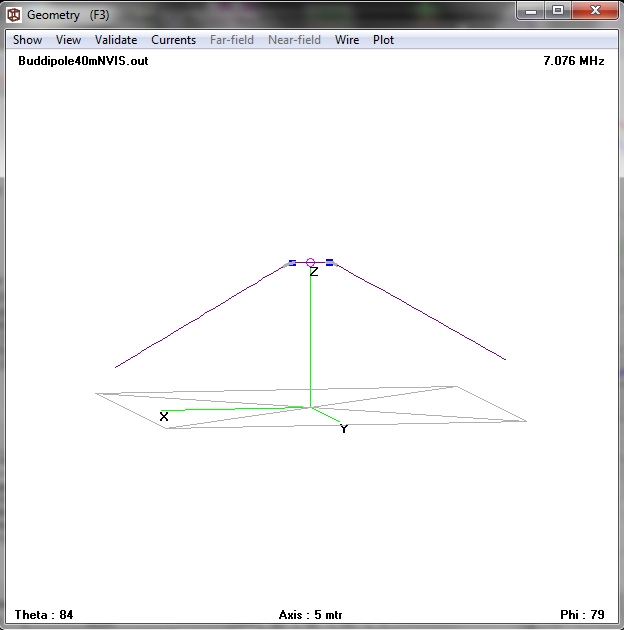 Geometry (F3)
Show View Validate Currents Far-field Near-field Wire Plot
Buddipole40mNVIS.out 7.076 MHz
Z
X
Y
Theta : 84 Axis : 5 mtr Phi : 79